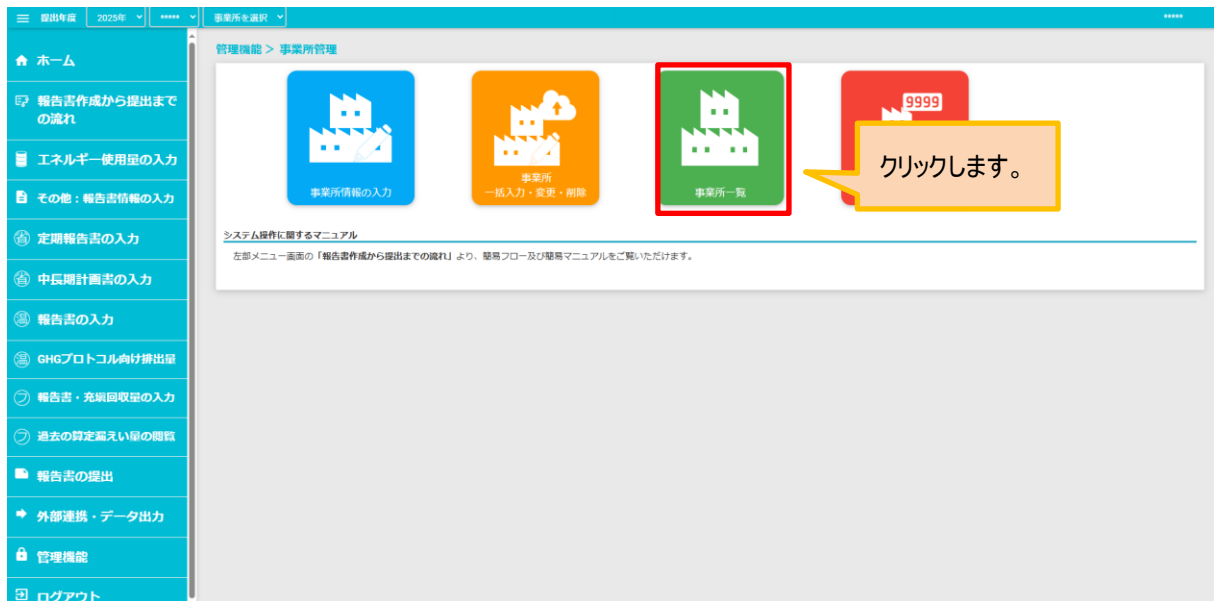 提出年度 2025年 ***** 事業所を選択 *****
ホーム
報告書作成から提出まで
の流れ
エネルギー使用量の入力
その他：報告書情報の入力
省 定期報告書の入力
省 中長期計画書の入力
温 報告書の入力
温 GHGプロトコル向け排出量
フ 報告書・充塡回収量の入力
フ 過去の算定漏えい量の閲覧
報告書の提出
外部連携・データ出力
管理機能
ログアウト
管理機能 ＞ 事業所管理
事業所情報の入力
事業所
一括入力・変更・削除
事業所一覧
9999
クリックします。
システム操作に関するマニュアル
左部メニュー画面の「報告書作成から提出までの流れ」より、簡易フロー及び簡易マニュアルをご覧いただけます。